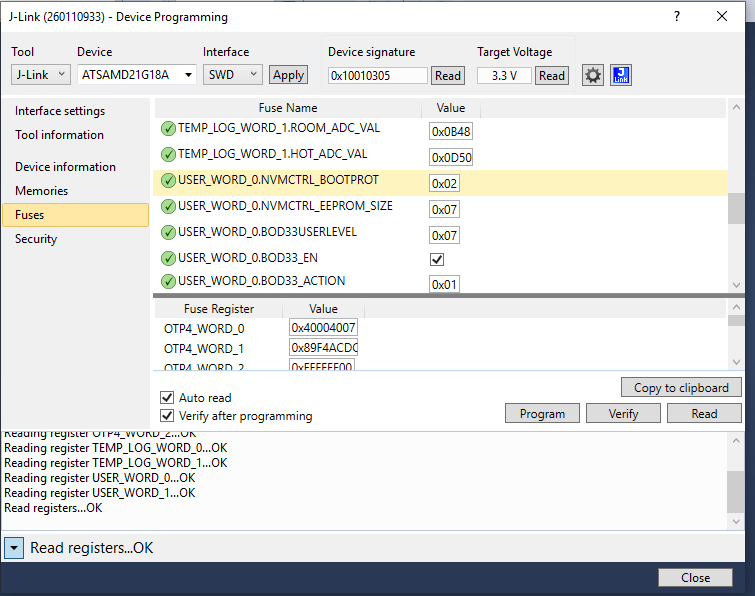 J-Link (260110933) - Device Programming
Tool Device Interface Device signature Target Voltage
J-Link ATSAMD21G18A SWD Apply 0x10010305 Read 3.3 V Read
Interface settings
Tool information
Device information
Memories
Fuses
Security
Fuse Name Value
TEMP_LOG_WORD_1.ROOM_ADC_VAL 0x0B48
TEMP_LOG_WORD_1.HOT_ADC_VAL 0x0D50
USER_WORD_0.NVMCTRL_BOOTPROT 0x02
USER_WORD_0.NVMCTRL_EEPROM_SIZE 0x07
USER_WORD_0.BOD33USERLEVEL 0x07
USER_WORD_0.BOD33_EN
USER_WORD_0.BOD33_ACTION 0x01
Fuse Register Value
OTP4_WORD_0 0x40004007
OTP4_WORD_1 0x89F4ACDC
OTP4_WORD_2 0xFFFFFF00
Auto read
Verify after programming
Copy to clipboard
Program Verify Read
Reading register OTP4_WORD_2...OK
Reading register TEMP_LOG_WORD_0...OK
Reading register TEMP_LOG_WORD_1...OK
Reading register USER_WORD_0...OK
Reading register USER_WORD_1...OK
Read registers...OK
Read registers...OK
Close